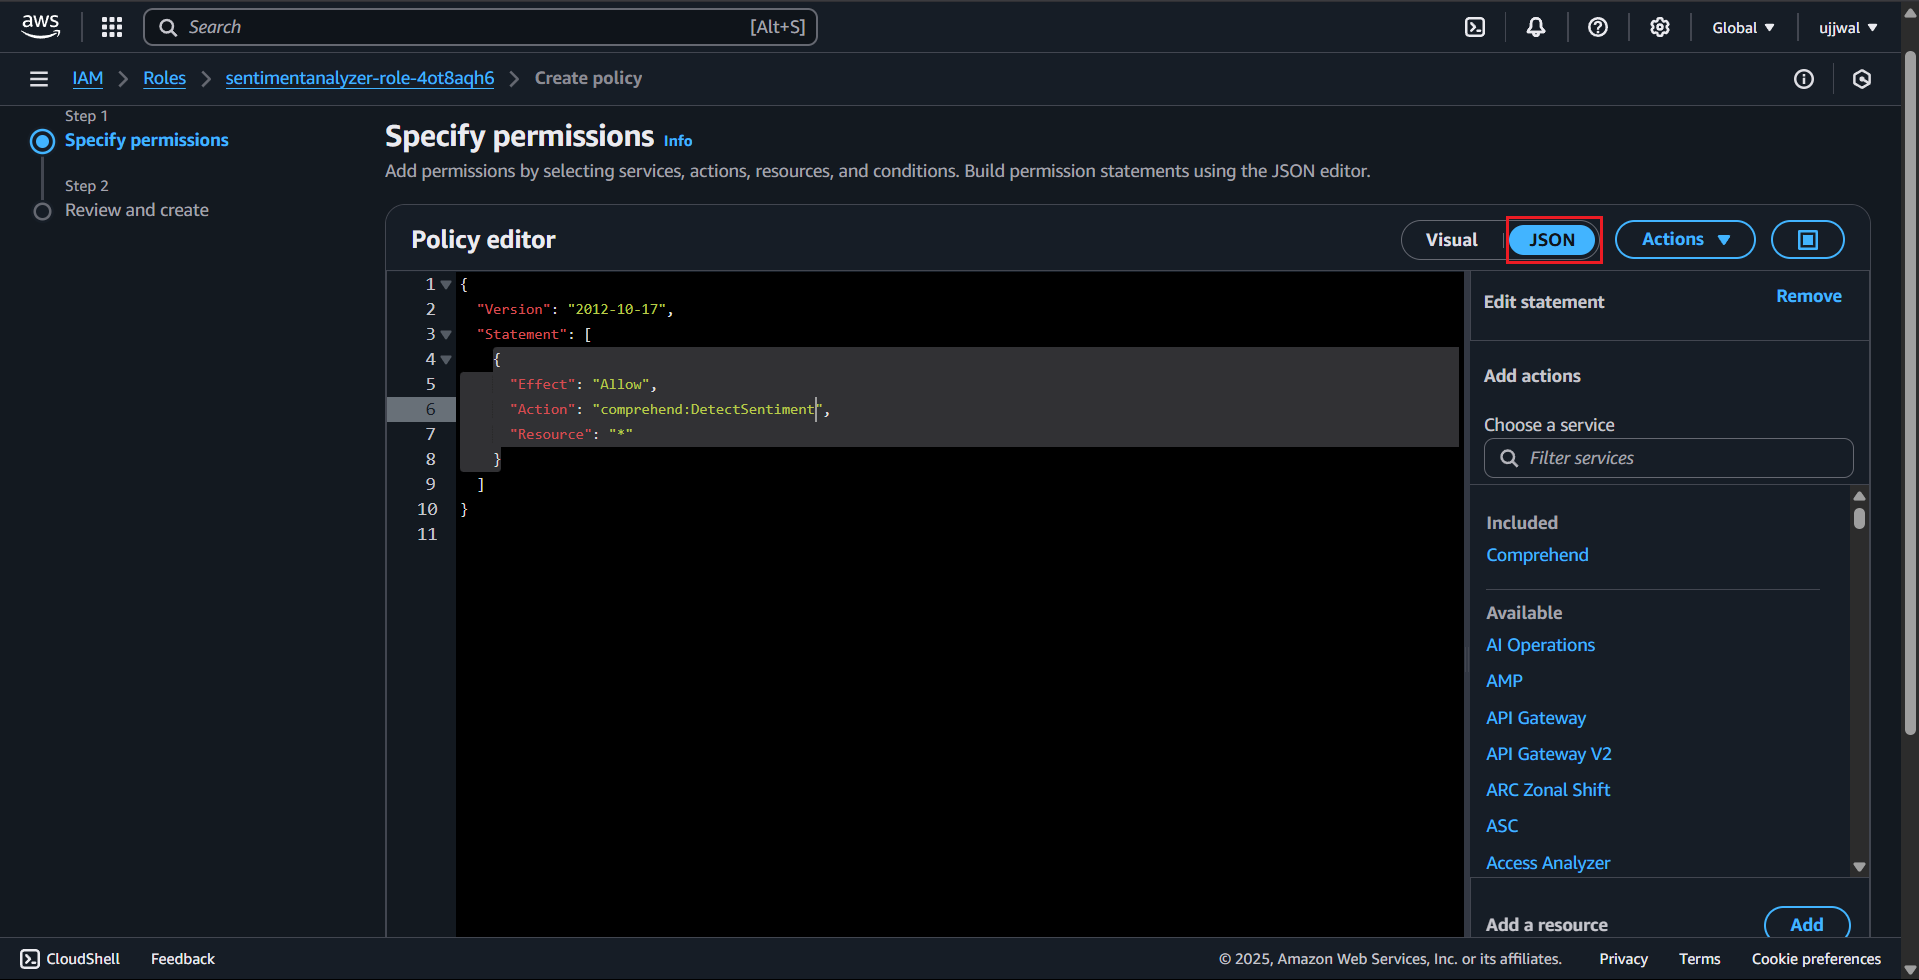 aws
Search
[Alt+S]
Global
ujjwal
IAM
Roles
sentimentanalyzer-role-4ot8aqh6
Create policy
Step 1
Specify permissions
Step 2
Review and create
Specify permissions Info
Add permissions by selecting services, actions, resources, and conditions. Build permission statements using the JSON editor.
Policy editor
Visual
JSON
Actions
1 {
2 "Version": "2012-10-17",
3 "Statement": [
4 {
5 "Effect": "Allow",
6 "Action": "comprehend:DetectSentiment",
7 "Resource": "*"
8 }
9 ]
10 }
11
Edit statement
Remove
Add actions
Choose a service
Filter services
Included
Comprehend
Available
AI Operations
AMP
API Gateway
API Gateway V2
ARC Zonal Shift
ASC
Access Analyzer
Add a resource
Add
CloudShell
Feedback
© 2025, Amazon Web Services, Inc. or its affiliates.
Privacy
Terms
Cookie preferences